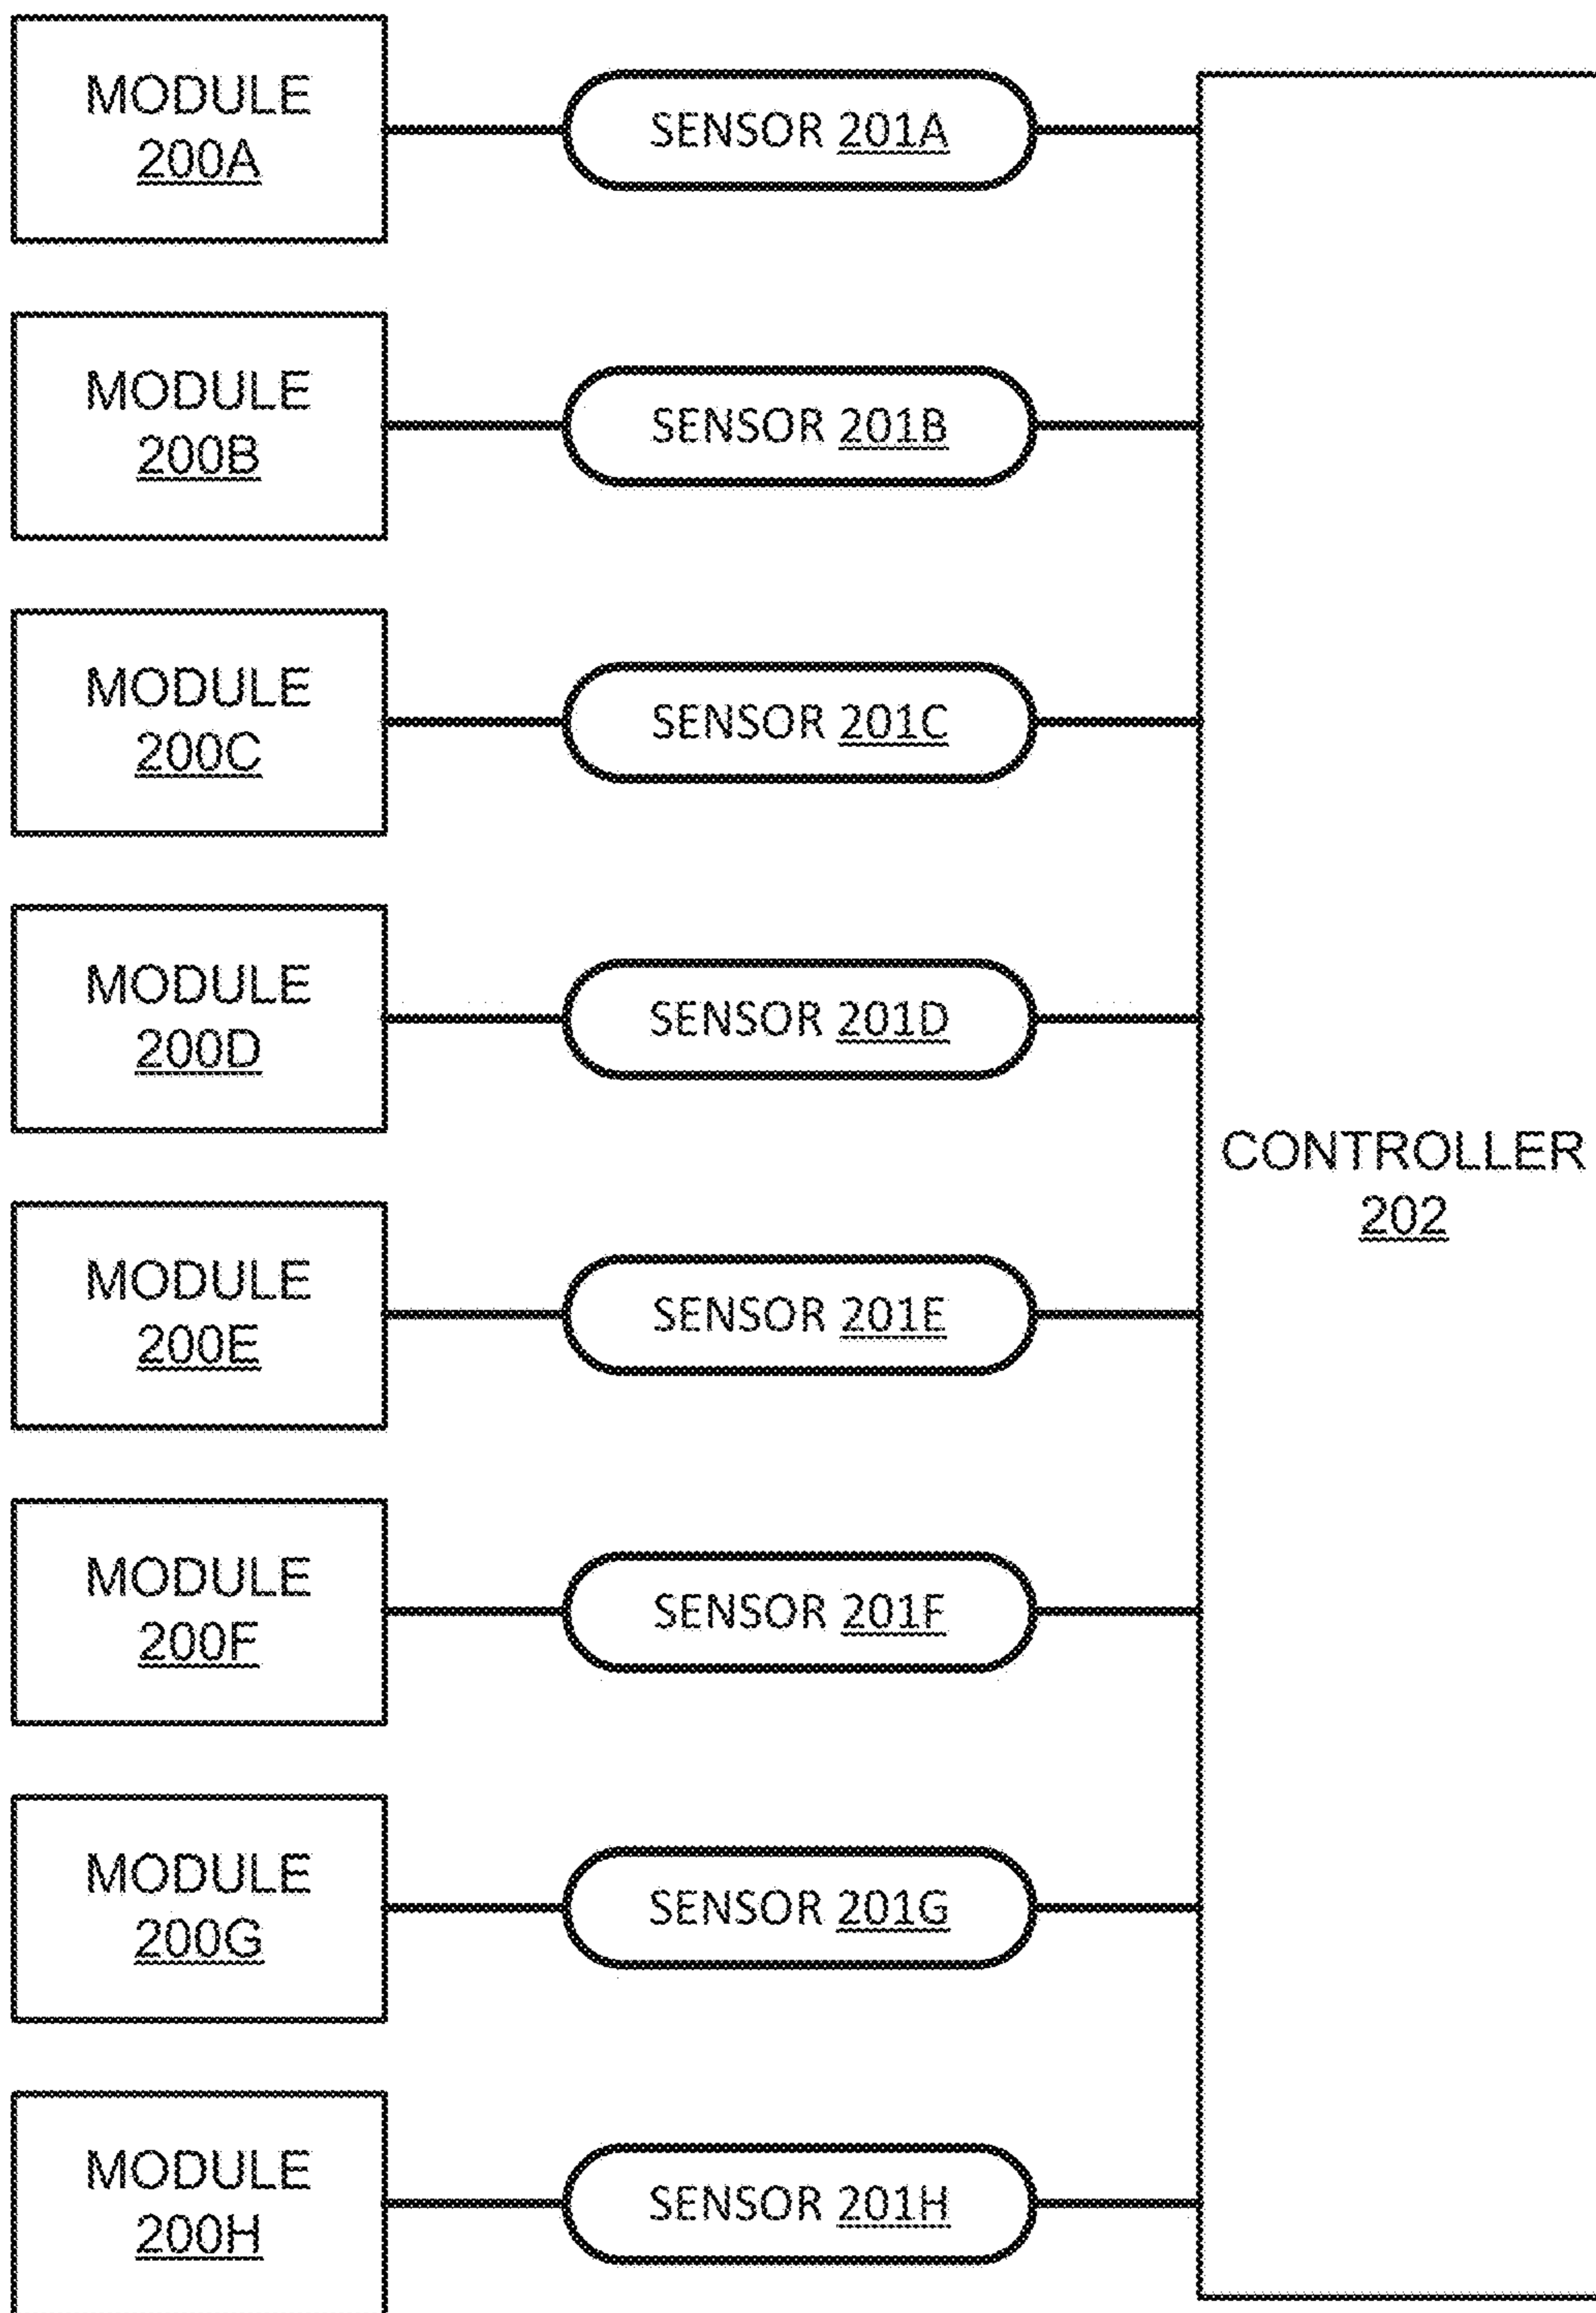 MODULE
200A
SENSOR 201A
MODULE
200B
SENSOR 201B
MODULE
200C
SENSOR 201C
MODULE
200D
SENSOR 201D
CONTROLLER
202
MODULE
200E
SENSOR 201E
MODULE
200F
SENSOR 201F
MODULE
200G
SENSOR 201G
MODULE
200H
SENSOR 201H